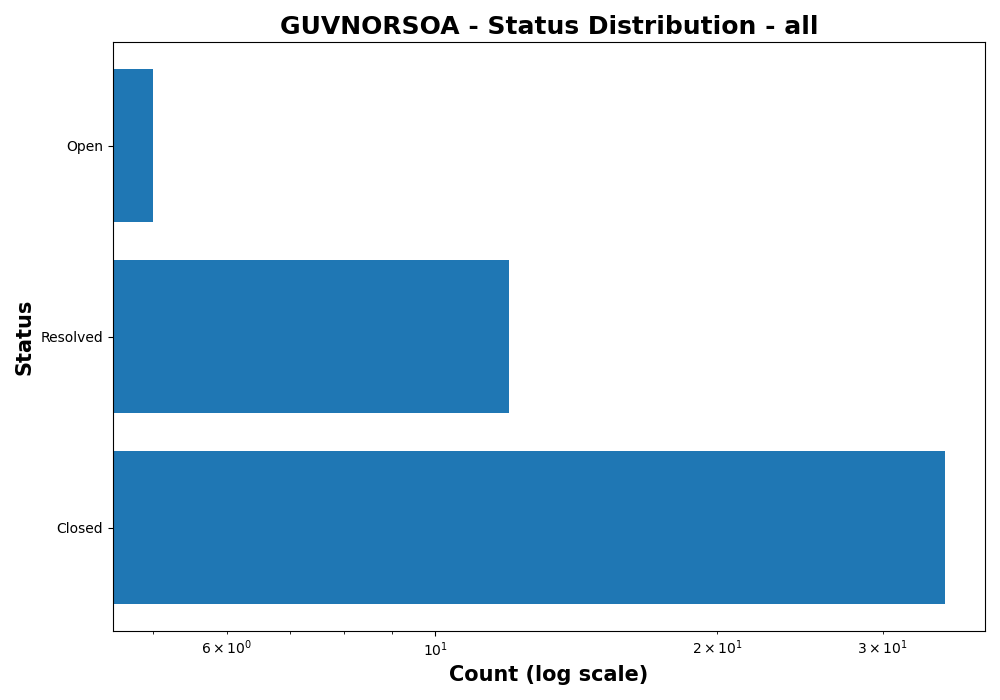 GUVNORSOA - Status Distribution - all
Open
Resolved
Closed
Status
6 × 10⁰
10¹
2 × 10¹
3 × 10¹
Count (log scale)